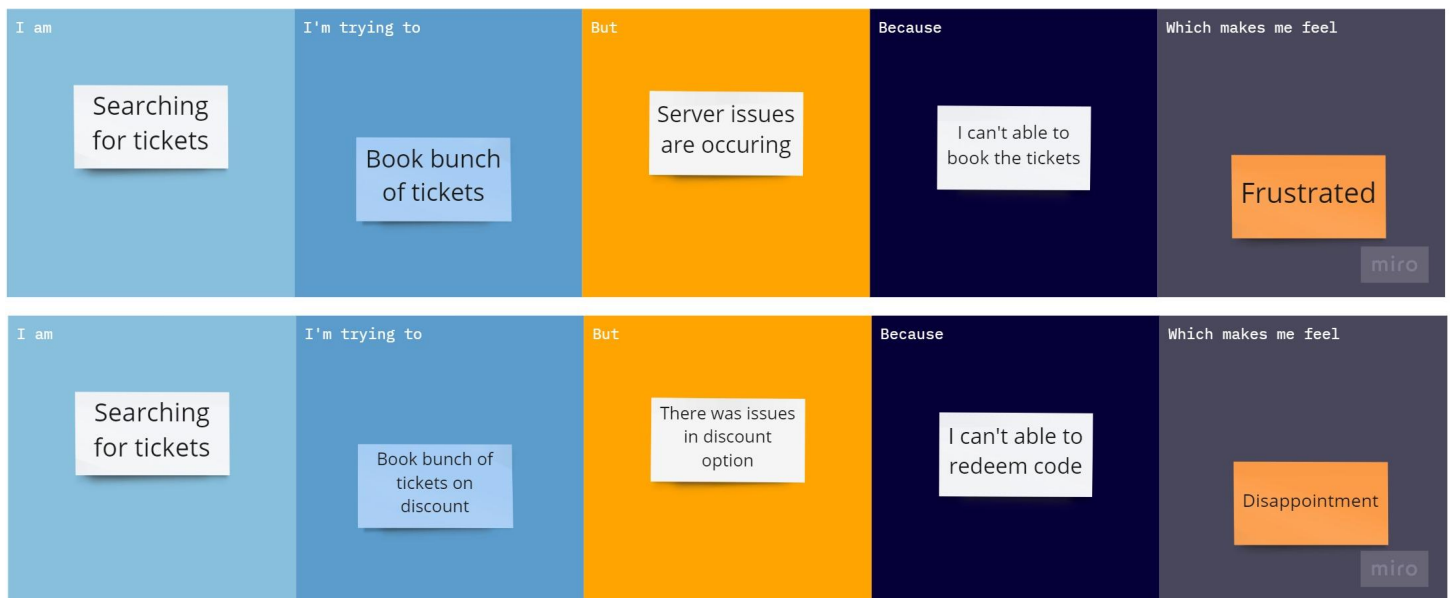 I am
I'm trying to
But
Because
Which makes me feel
Searching
for tickets
Book bunch
of tickets
Server issues
are occuring
I can't able to
book the tickets
Frustrated
miro
I am
I'm trying to
But
Because
Which makes me feel
Searching
for tickets
Book bunch of
tickets on
discount
There was issues
in discount
option
I can't able to
redeem code
Disappointment
miro